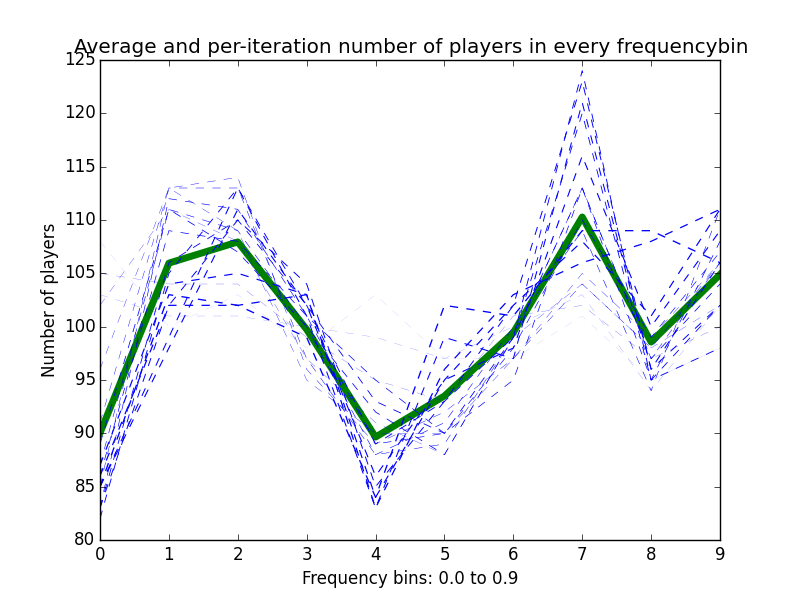 Average and per-iteration number of players in every frequencybin
125
120
115
110
105
100
95
90
85
80
Number of players
0 1 2 3 4 5 6 7 8 9
Frequency bins: 0.0 to 0.9